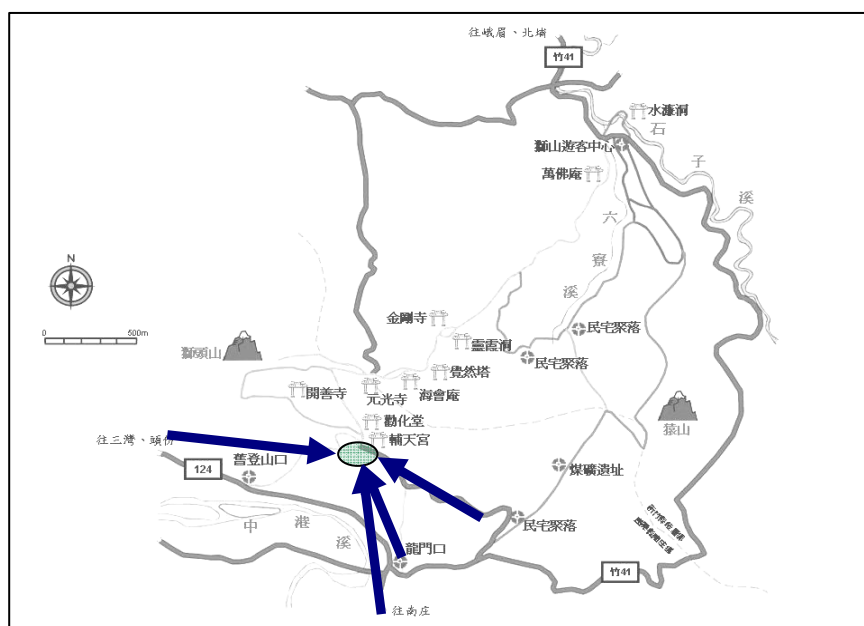 往峨眉、北埔
竹41
水濂洞
石子溪
獅山遊客中心
萬佛庵
六寮溪
N
0 500m
金剛寺
民宅聚落
靈霞洞
獅頭山
民宅聚落
覺然塔
開善寺
元光寺
海會庵
猿山
勸化堂
輔天宮
往三灣、頭份
舊登山口
124
煤礦遺址
中港溪
民宅聚落
龍門口
竹41
往南庄